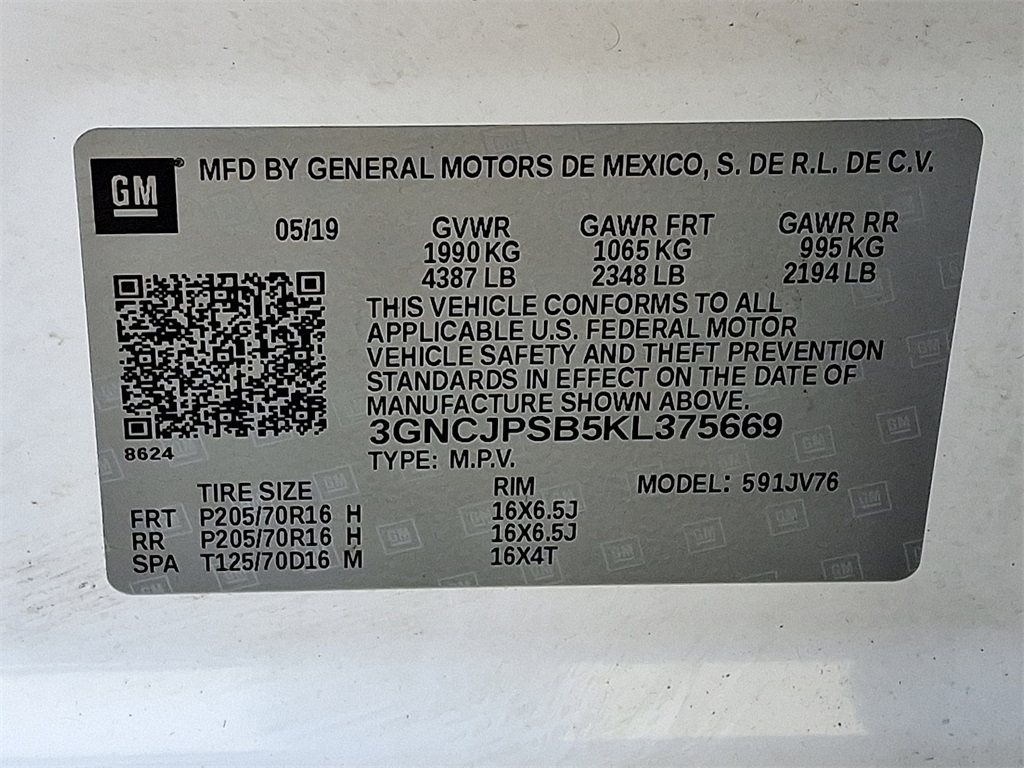 GM
MFD BY GENERAL MOTORS DE MEXICO, S. DE R.L. DE C.V.
05/19 GVWR GAWR FRT GAWR RR
1990 KG 1065 KG 995 KG
4387 LB 2348 LB 2194 LB
THIS VEHICLE CONFORMS TO ALL
APPLICABLE U.S. FEDERAL MOTOR
VEHICLE SAFETY AND THEFT PREVENTION
STANDARDS IN EFFECT ON THE DATE OF
MANUFACTURE SHOWN ABOVE.
3GNCJPSB5KL375669
8624
TYPE: M.P.V.
TIRE SIZE RIM MODEL: 591JV76
FRT P205/70R16 H 16X6.5J
RR P205/70R16 H 16X6.5J
SPA T125/70D16 M 16X4T